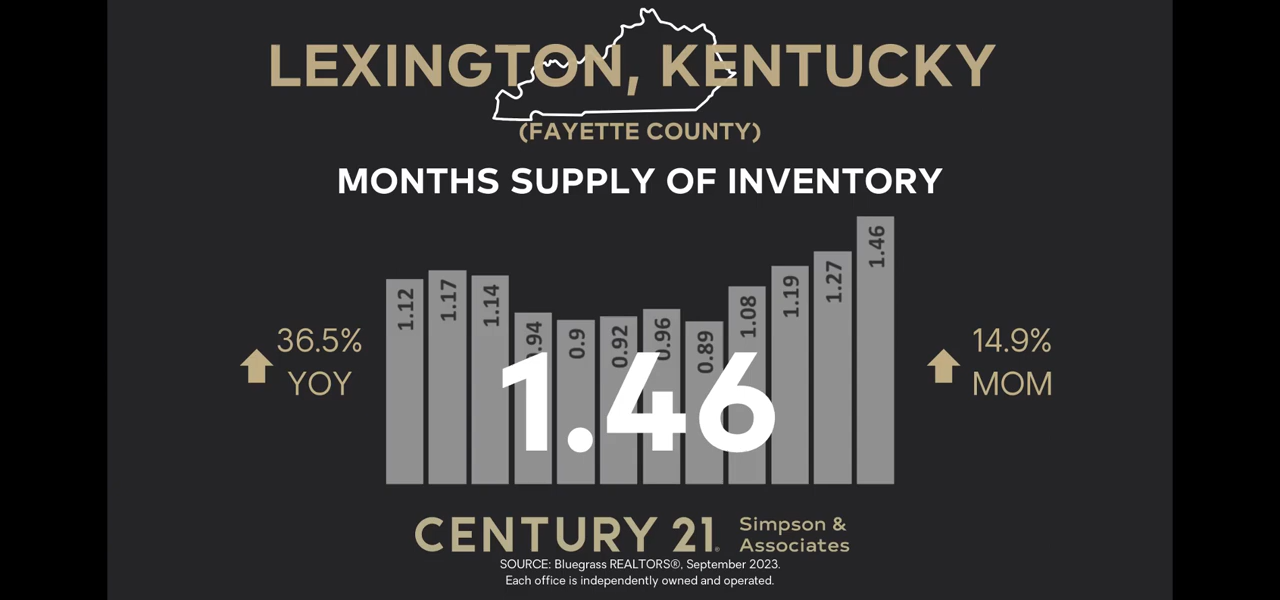 LEXINGTON, KENTUCKY
(FAYETTE COUNTY)
MONTHS SUPPLY OF INVENTORY
1.12
1.17
1.14
0.94
0.9
0.92
0.96
0.89
1.08
1.19
1.27
1.46
36.5%
YOY
1.46
14.9%
MOM
CENTURY 21® Simpson &
Associates
SOURCE: Bluegrass REALTORS®, September 2023.
Each office is independently owned and operated.